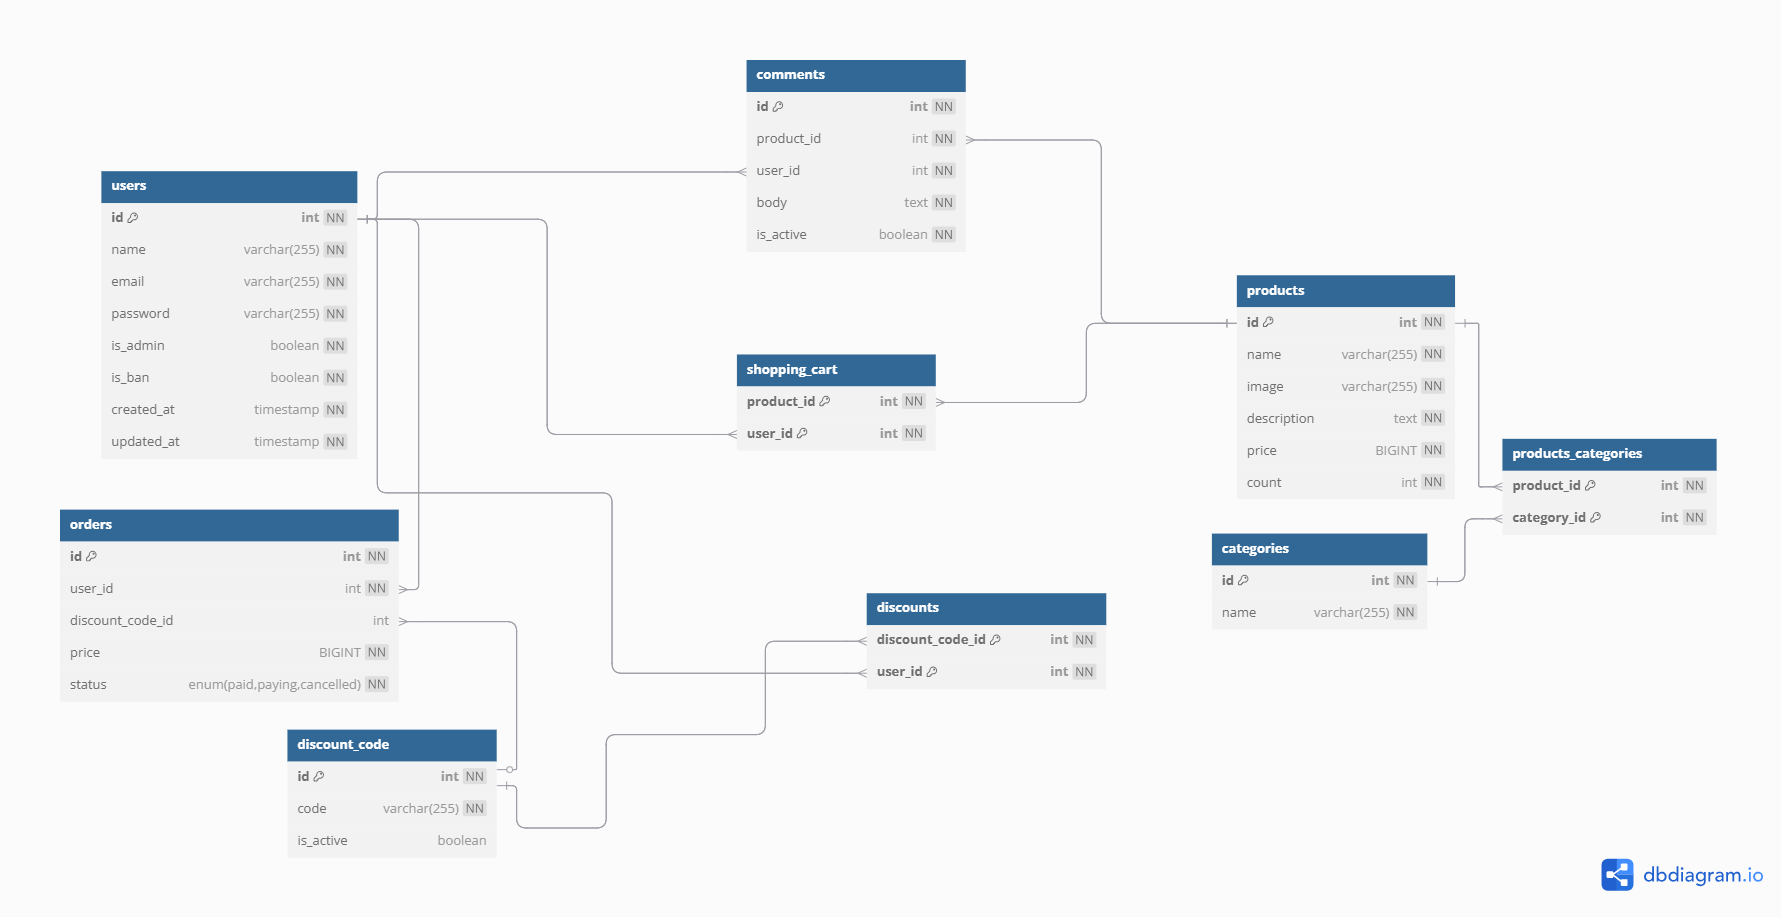 comments
id int NN
product_id int NN
user_id int NN
body text NN
is_active boolean NN
users
id int NN
name varchar(255) NN
email varchar(255) NN
password varchar(255) NN
is_admin boolean NN
is_ban boolean NN
created_at timestamp NN
updated_at timestamp NN
products
id int NN
name varchar(255) NN
image varchar(255) NN
description text NN
price BIGINT NN
count int NN
shopping_cart
product_id int NN
user_id int NN
products_categories
product_id int NN
category_id int NN
orders
id int NN
user_id int NN
discount_code_id int
price BIGINT NN
status enum(paid,paying,cancelled) NN
categories
id int NN
name varchar(255) NN
discounts
discount_code_id int NN
user_id int NN
discount_code
id int NN
code varchar(255) NN
is_active boolean
dbdiagram.io